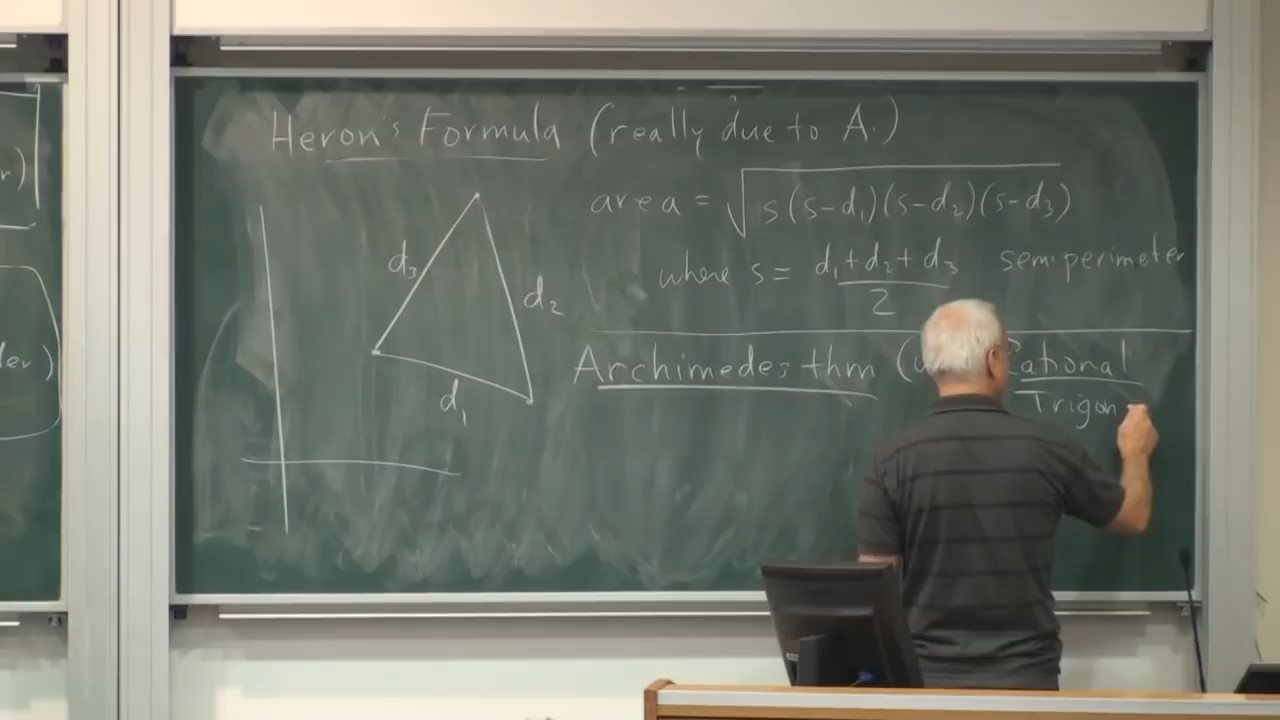 Heron's Formula (really due to A.)
area = √s(s-d₁)(s-d₂)(s-d₃)
where s = d₁+d₂+d₃ semiperimeter
2
d₃
d₂
d₁
Archimedes thm ( Rational
Trigon
r)
ler)